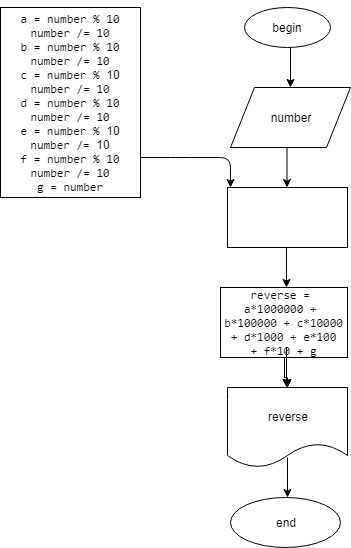 a = number % 10
number /= 10
b = number % 10
number /= 10
c = number % 10
number /= 10
d = number % 10
number /= 10
e = number % 10
number /= 10
f = number % 10
number /= 10
g = number
begin
number
reverse =
a*1000000 +
b*100000 + c*10000
+ d*1000 + e*100
+ f*10 + g
reverse
end